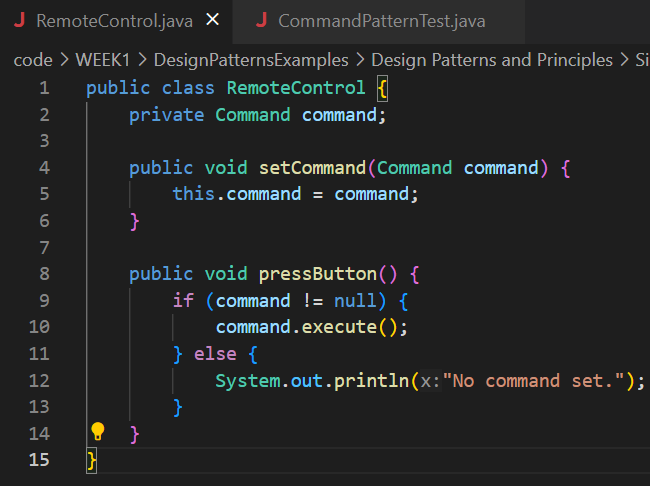 RemoteControl.java × CommandPatternTest.java
code > WEEK1 > DesignPatternsExamples > Design Patterns and Principles > Si
1 public class RemoteControl {
2     private Command command;
3
4     public void setCommand(Command command) {
5         this.command = command;
6     }
7
8     public void pressButton() {
9         if (command != null) {
10             command.execute();
11         } else {
12             System.out.println(x:"No command set.");
13         }
14     }
15 }